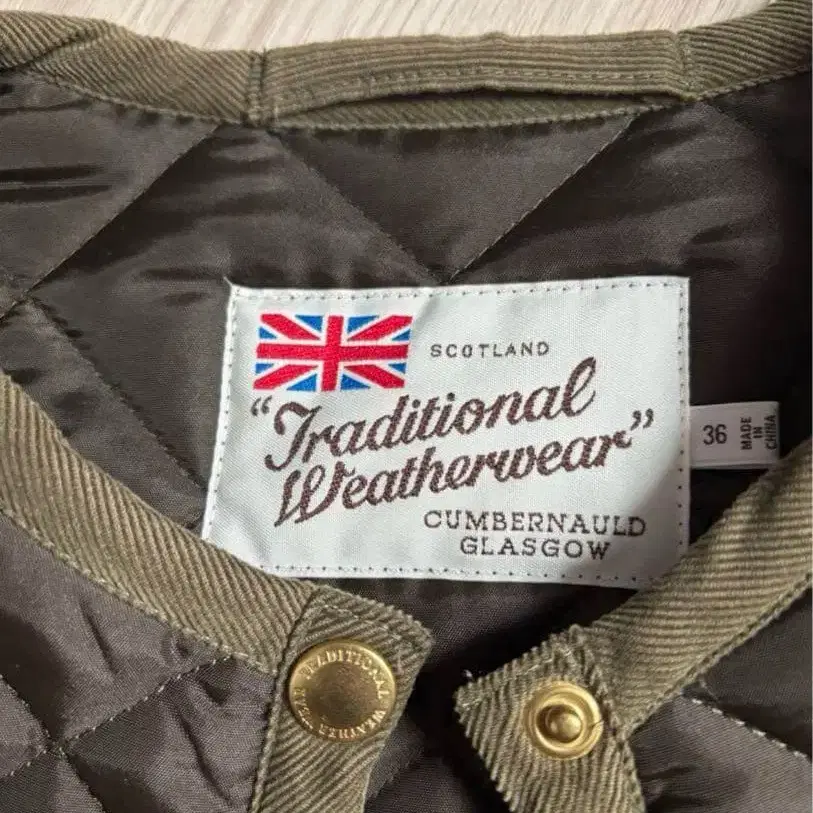 SCOTLAND
"Traditional
Weatherwear"
CUMBERNAULD
GLASGOW
36
MADE
IN
CHINA
TRADITIONAL WEATHERWEAR